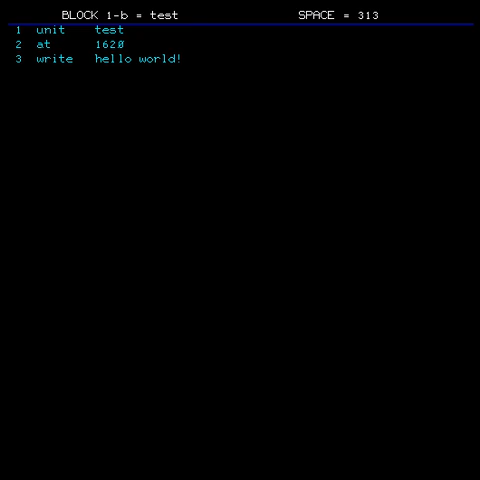 BLOCK 1-b = test SPACE = 313
1 unit test
2 at 1620
3 write hello world!